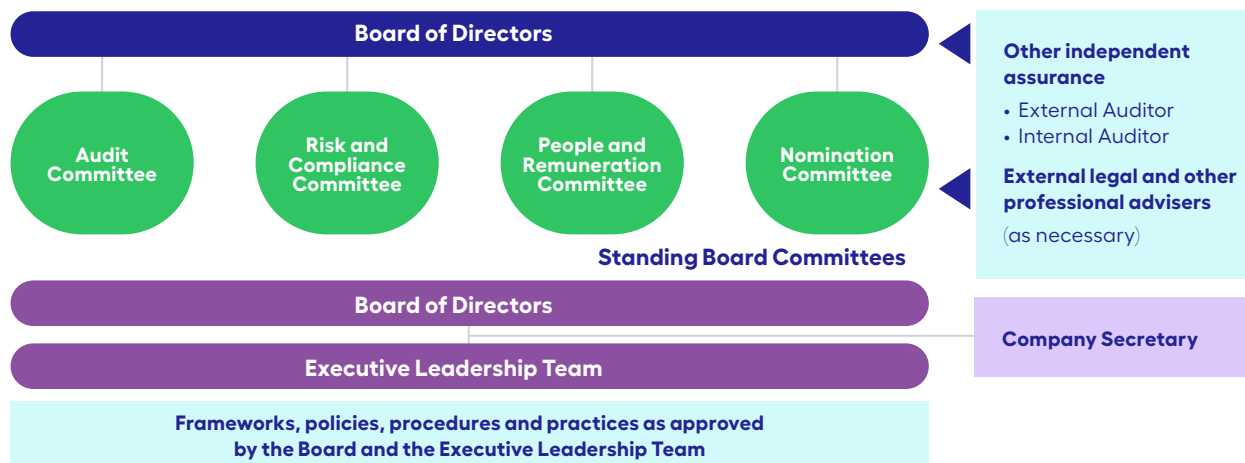 Board of Directors
Audit
Committee
Risk and
Compliance
Committee
People and
Remuneration
Committee
Nomination
Committee
Standing Board Committees
Other independent
assurance
• External Auditor
• Internal Auditor
External legal and other
professional advisers
(as necessary)
Board of Directors
Company Secretary
Executive Leadership Team
Frameworks, policies, procedures and practices as approved
by the Board and the Executive Leadership Team